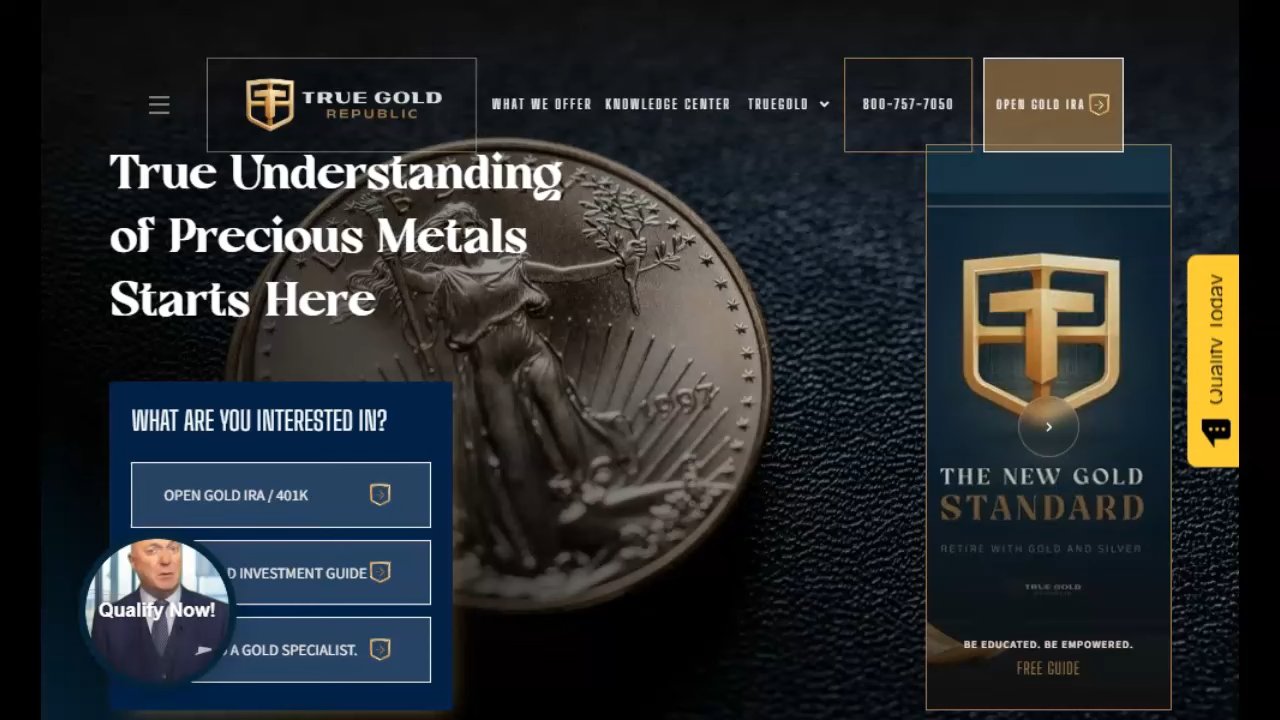 TRUE GOLD
REPUBLIC
WHAT WE OFFER
KNOWLEDGE CENTER
TRUEGOLD
800-757-7050
OPEN GOLD IRA
True Understanding
of Precious Metals
Starts Here
1997
WHAT ARE YOU INTERESTED IN?
OPEN GOLD IRA / 401K
INVESTMENT GUIDE
A GOLD SPECIALIST.
Qualify Now!
THE NEW GOLD
STANDARD
RETIRE WITH GOLD AND SILVER
TRUE GOLD
REPUBLIC
BE EDUCATED. BE EMPOWERED.
FREE GUIDE
Qualify Today